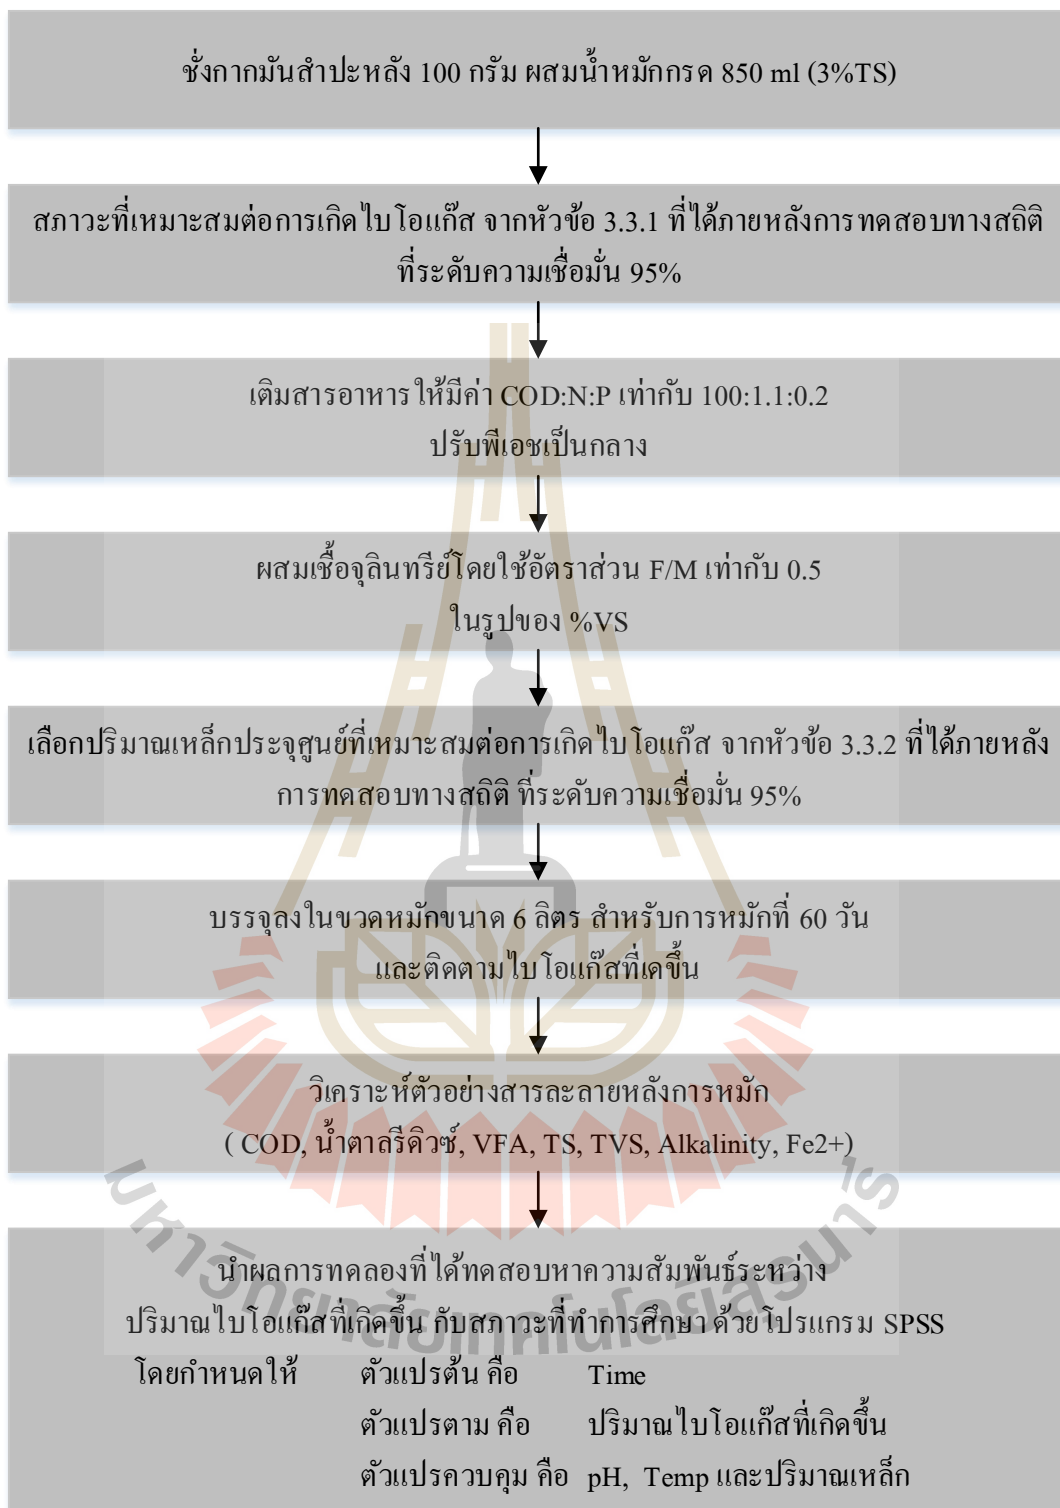 ชั่งกากมันสำปะหลัง 100 กรัม ผสมน้ำหมักกรด 850 ml (3%TS)
สภาวะที่เหมาะสมต่อการเกิดไบโอแก๊ส จากหัวข้อ 3.3.1 ที่ได้ภายหลังการทดสอบทางสถิติ
ที่ระดับความเชื่อมั่น 95%
เติมสารอาหารให้มีค่า COD:N:P เท่ากับ 100:1.1:0.2
ปรับพีเอชเป็นกลาง
ผสมเชื้อจุลินทรีย์โดยใช้อัตราส่วน F/M เท่ากับ 0.5
ในรูปของ %VS
เลือกปริมาณเหล็กประจุศูนย์ที่เหมาะสมต่อการเกิดไบโอแก๊ส จากหัวข้อ 3.3.2 ที่ได้ภายหลัง
การทดสอบทางสถิติ ที่ระดับความเชื่อมั่น 95%
บรรจุลงในขวดหมักขนาด 6 ลิตร สำหรับการหมักที่ 60 วัน
และติดตามไบโอแก๊สที่เดขึ้น
วิเคราะห์ตัวอย่างสารละลายหลังการหมัก
( COD, น้ำตาลรีดิวซ์, VFA, TS, TVS, Alkalinity, Fe2+)
นำผลการทดลองที่ได้ทดสอบหาความสัมพันธ์ระหว่าง
ปริมาณไบโอแก๊สที่เกิดขึ้น กับสภาวะที่ทำการศึกษา ด้วยโปรแกรม SPSS
โดยกำหนดให้ ตัวแปรต้น คือ Time
ตัวแปรตาม คือ ปริมาณไบโอแก๊สที่เกิดขึ้น
ตัวแปรควบคุม คือ pH, Temp และปริมาณเหล็ก
มหาวิทยาลัยเทคโนโลยีสุรนารี